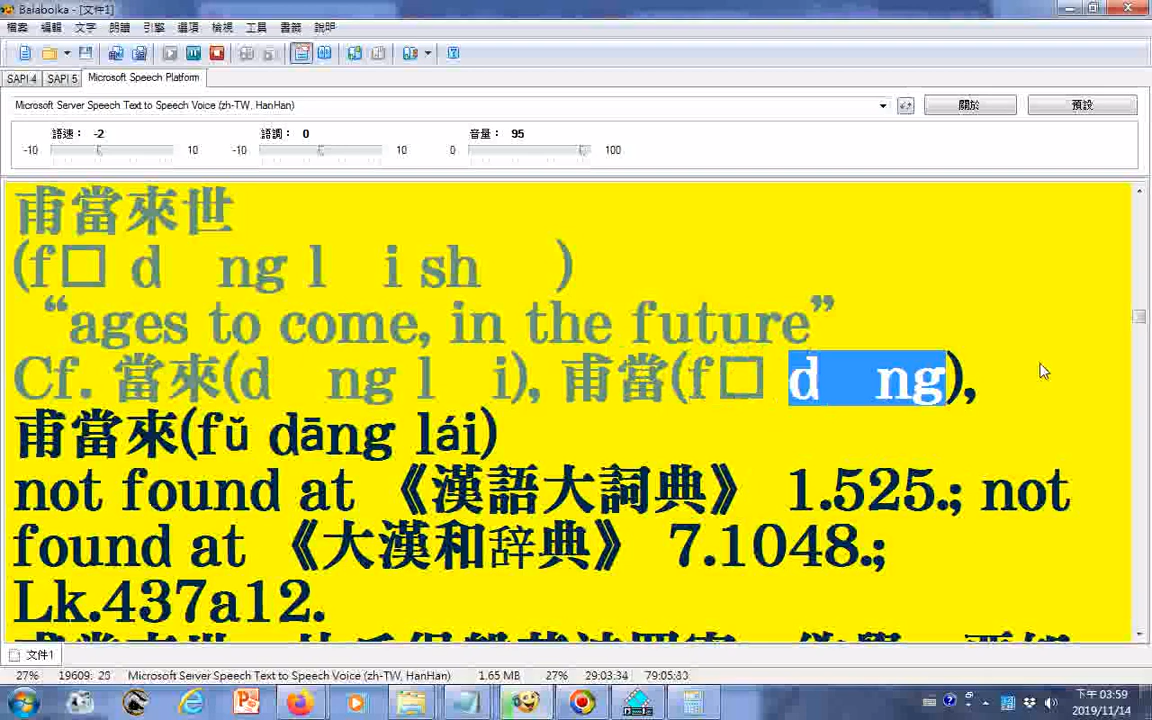 Balabolka - [文件1]
檔案 編輯 文字 朗讀 引擎 選項 檢視 工具 書籤 說明
SAPI 4 SAPI 5 Microsoft Speech Platform
Microsoft Server Speech Text to Speech Voice (zh-TW, HanHan) 關於 預設
語速： -2 語調： 0 音量： 95
-10 10 -10 10 0 100
甫當來世
(f□ d ng l i sh )
“ages to come, in the future”
Cf. 當來(d ng l i), 甫當(f□ d ng),
甫當來(fŭ dāng lái)
not found at 《漢語大詞典》 1.525.; not
found at 《大漢和辞典》 7.1048.;
Lk.437a12.
文件1
27% 19609: 23 Microsoft Server Speech Text to Speech Voice (zh-TW, HanHan) 1.65 MB 27% 29:03:34 79:05:33
下午 03:59
2019/11/14